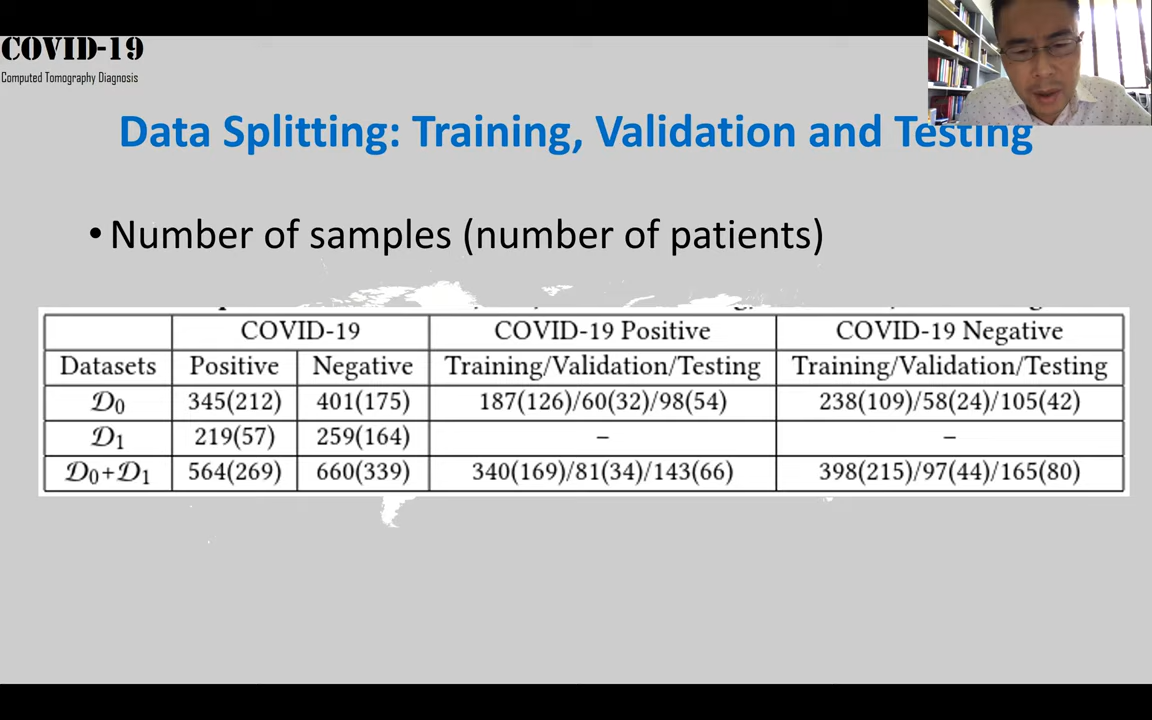 COVID-19
Computed Tomography Diagnosis
Data Splitting: Training, Validation and Testing
• Number of samples (number of patients)
COVID-19 COVID-19 Positive COVID-19 Negative
Datasets Positive Negative Training/Validation/Testing Training/Validation/Testing
𝒟0 345(212) 401(175) 187(126)/60(32)/98(54) 238(109)/58(24)/105(42)
𝒟1 219(57) 259(164) – –
𝒟0+𝒟1 564(269) 660(339) 340(169)/81(34)/143(66) 398(215)/97(44)/165(80)